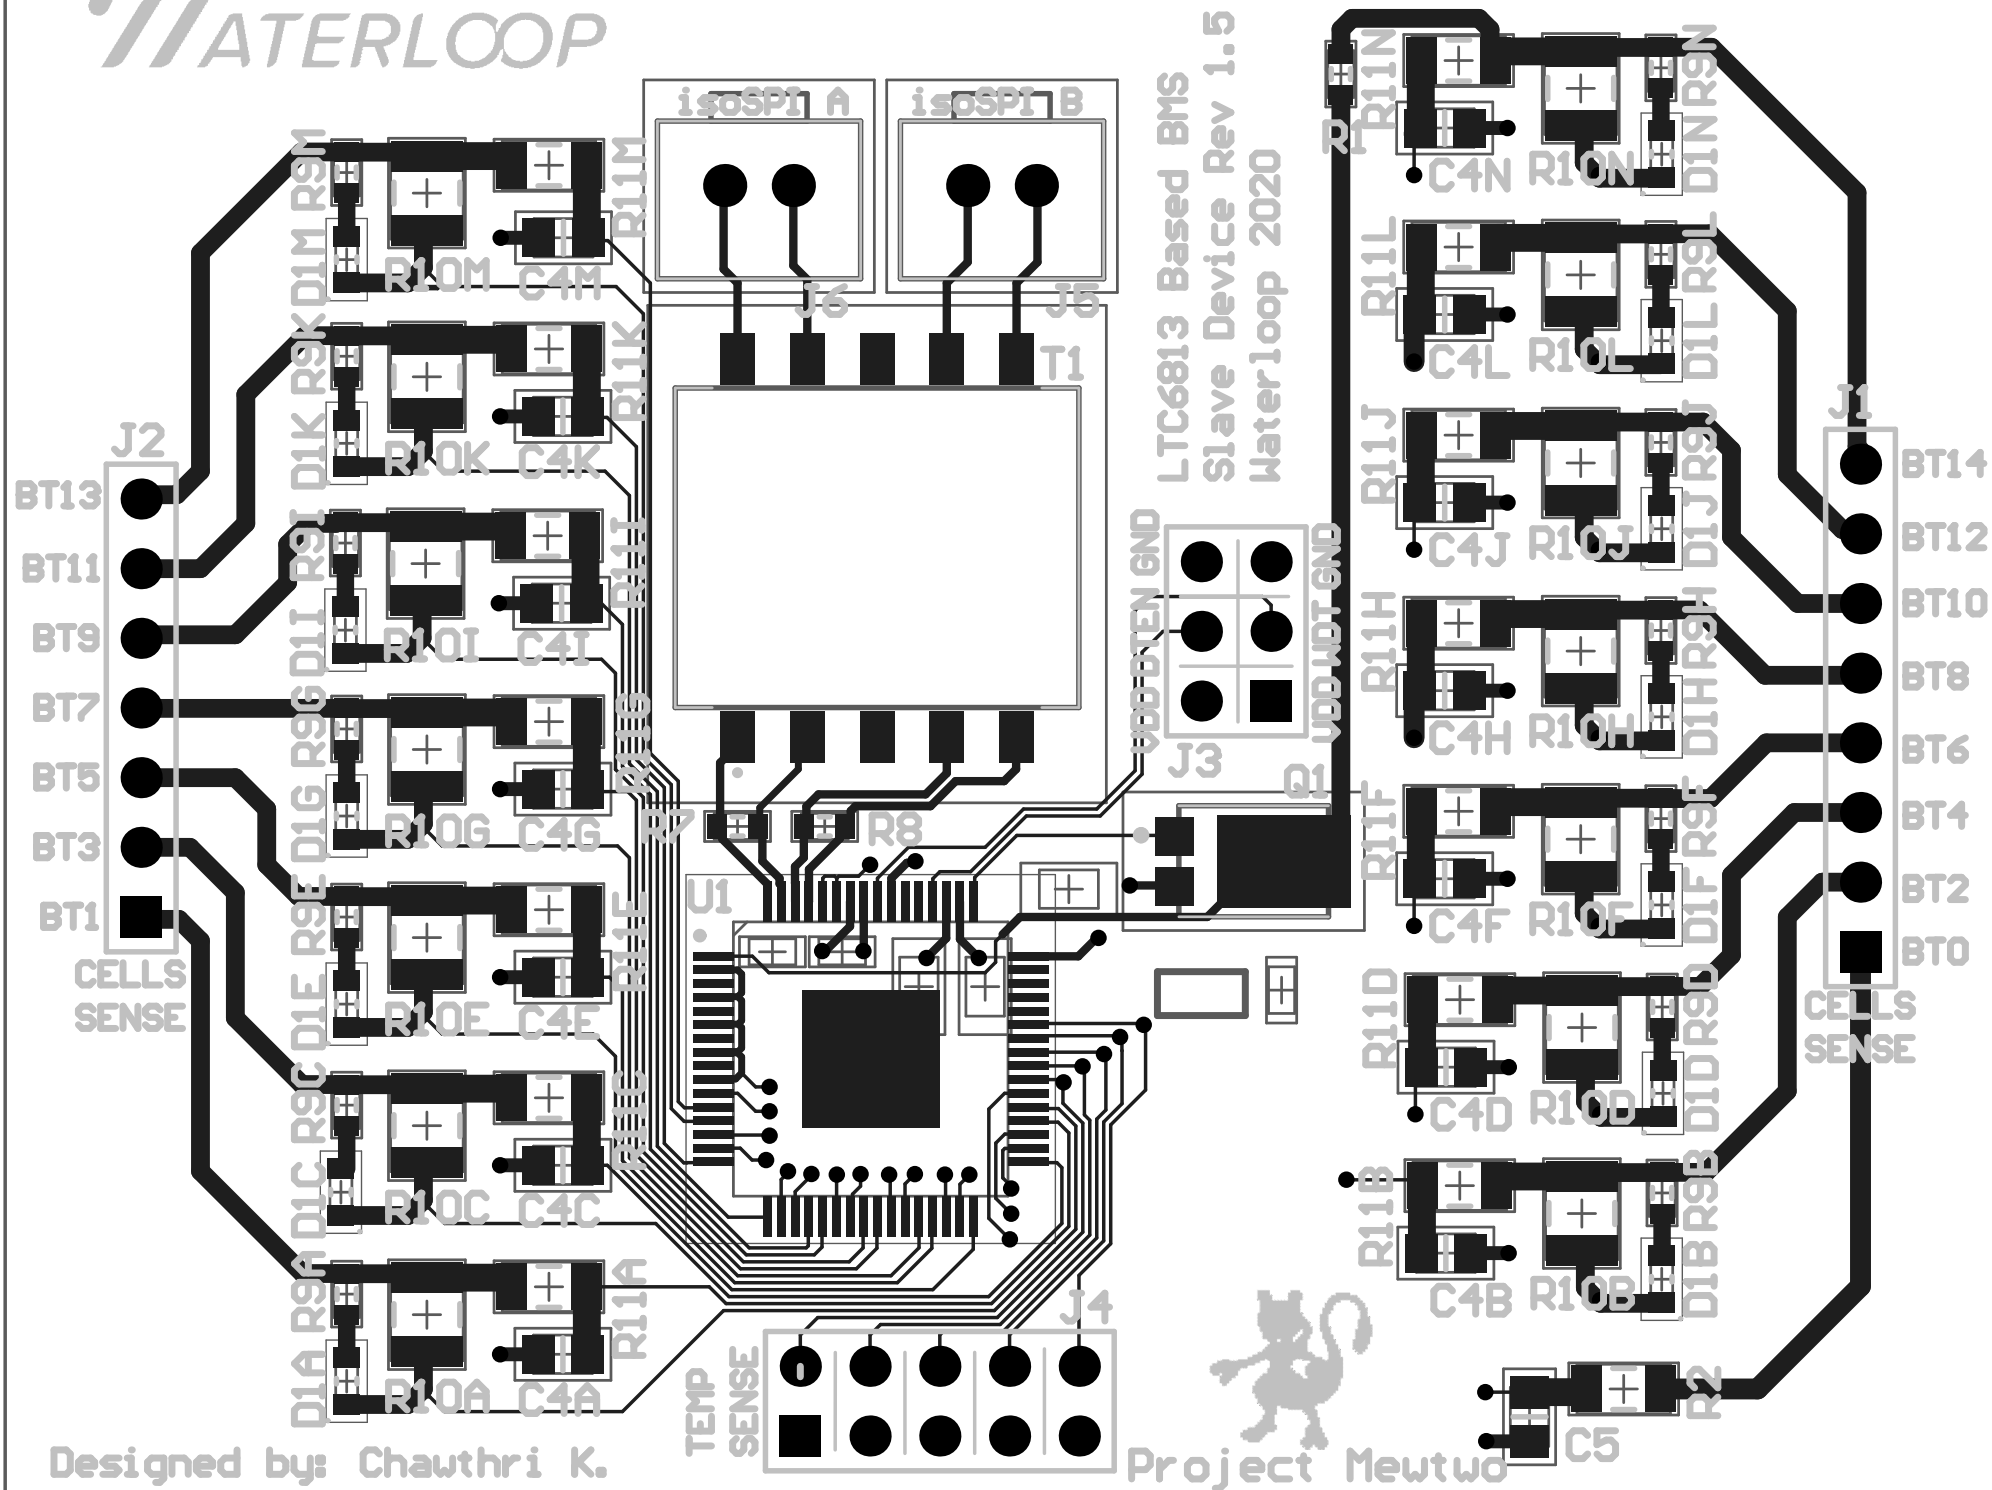 WATERLOOP
isoSPI A
isoSPI B
J6
J5
T1
LTC6813 Based BMS
Slave Device Rev 1.5
Waterloop 2020
R9M
D1M
R10M
C4M
R11M
R9K
D1K
R10K
C4K
R11K
R9I
D1I
R10I
C4I
R11I
R9G
D1G
R10G
C4G
R11G
R9E
D1E
R10E
C4E
R11E
R9C
D1C
R10C
C4C
R11C
R9A
D1A
R10A
C4A
R11A
J2
BT13
BT11
BT9
BT7
BT5
BT3
BT1
CELLS
SENSE
R7
R8
U1
GND
TEN
VDDD
GND
WDT
VDD
J3
Q1
R1
R11N
C4N
R10N
R9N
D1N
R11L
C4L
R10L
R9L
D1L
R11J
C4J
R10J
R9J
D1J
R11H
C4H
R10H
R9H
D1H
R11F
C4F
R10F
R9F
D1F
R11D
C4D
R10D
R9D
D1D
R11B
C4B
R10B
R9B
D1B
J1
BT14
BT12
BT10
BT8
BT6
BT4
BT2
BT0
CELLS
SENSE
R2
C5
J4
TEMP
SENSE
Designed by: Chawthri K.
Project Mewtwo